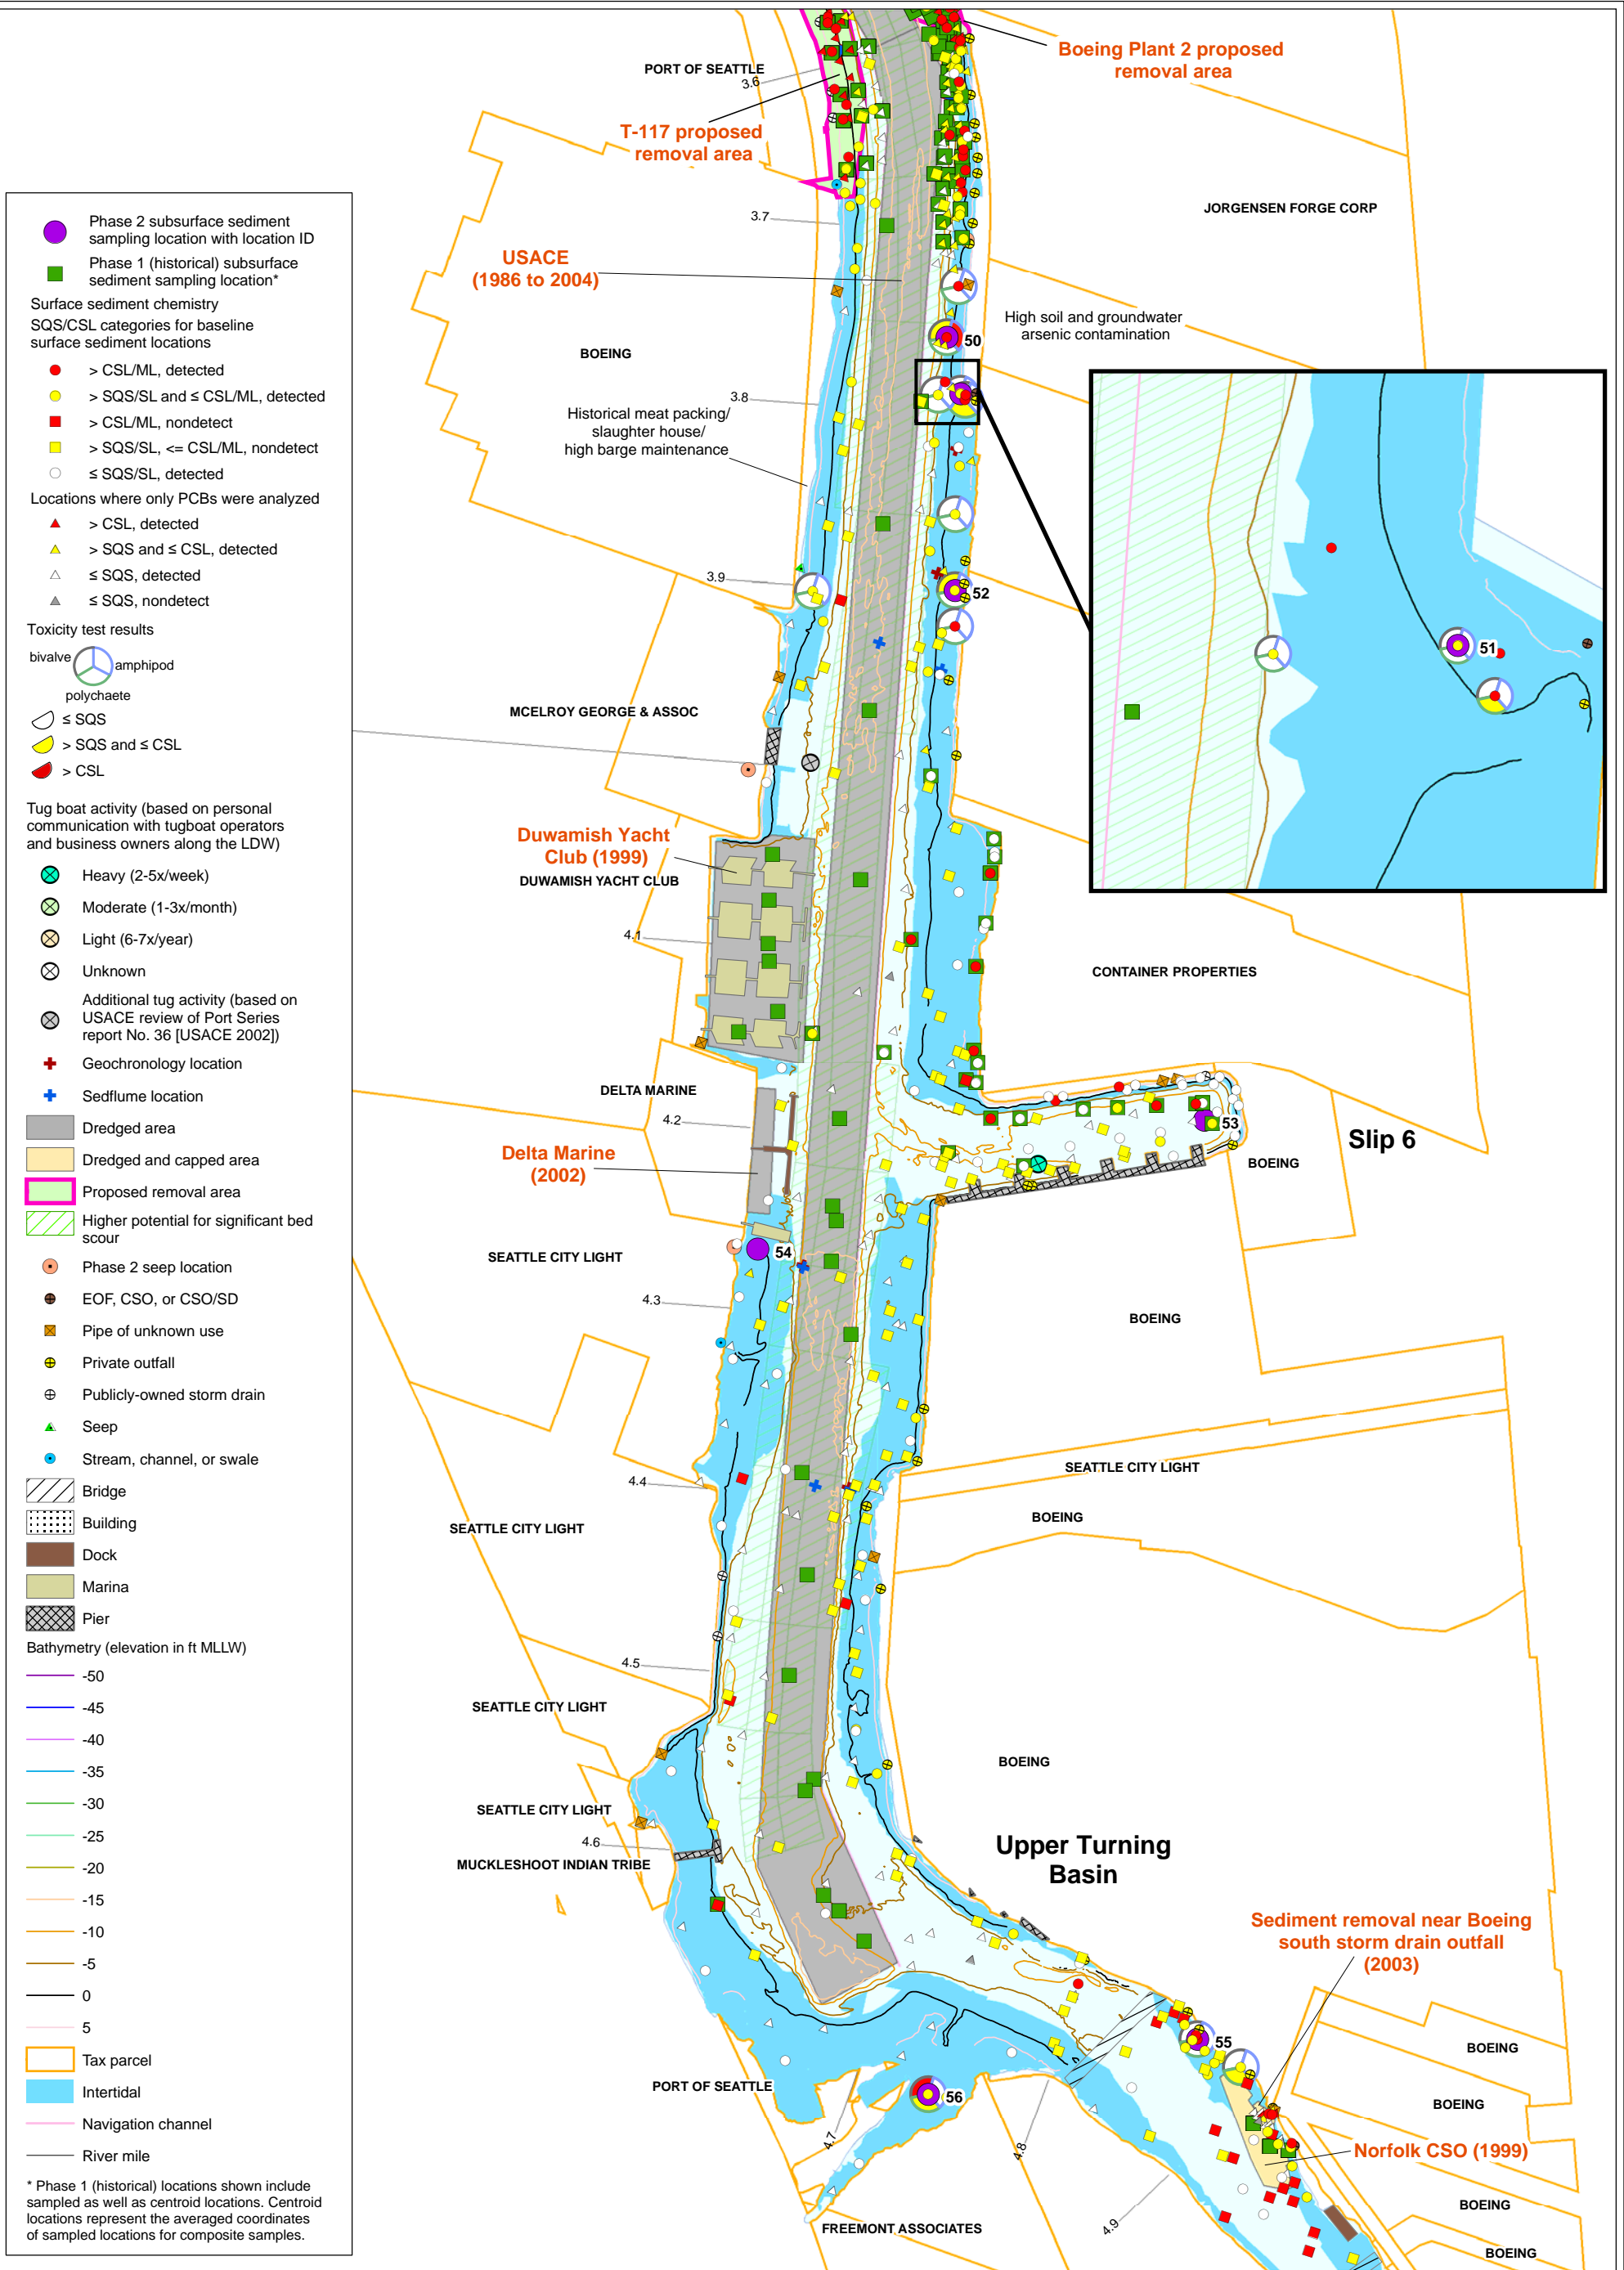 Phase 2 subsurface sediment
sampling location with location ID
Phase 1 (historical) subsurface
sediment sampling location*
Surface sediment chemistry
SQS/CSL categories for baseline
surface sediment locations
> CSL/ML, detected
> SQS/SL and ≤ CSL/ML, detected
> CSL/ML, nondetect
> SQS/SL, <= CSL/ML, nondetect
≤ SQS/SL, detected
Locations where only PCBs were analyzed
> CSL, detected
> SQS and ≤ CSL, detected
≤ SQS, detected
≤ SQS, nondetect
Toxicity test results
bivalve
amphipod
polychaete
≤ SQS
> SQS and ≤ CSL
> CSL
Tug boat activity (based on personal
communication with tugboat operators
and business owners along the LDW)
Heavy (2-5x/week)
Moderate (1-3x/month)
Light (6-7x/year)
Unknown
Additional tug activity (based on
USACE review of Port Series
report No. 36 [USACE 2002])
Geochronology location
Sedflume location
Dredged area
Dredged and capped area
Proposed removal area
Higher potential for significant bed
scour
Phase 2 seep location
EOF, CSO, or CSO/SD
Pipe of unknown use
Private outfall
Publicly-owned storm drain
Seep
Stream, channel, or swale
Bridge
Building
Dock
Marina
Pier
Bathymetry (elevation in ft MLLW)
-50
-45
-40
-35
-30
-25
-20
-15
-10
-5
0
5
Tax parcel
Intertidal
Navigation channel
River mile
* Phase 1 (historical) locations shown include
sampled as well as centroid locations. Centroid
locations represent the averaged coordinates
of sampled locations for composite samples.
Boeing Plant 2 proposed
removal area
PORT OF SEATTLE
3.6
T-117 proposed
removal area
JORGENSEN FORGE CORP
3.7
USACE
(1986 to 2004)
High soil and groundwater
arsenic contamination
50
BOEING
3.8
Historical meat packing/
slaughter house/
high barge maintenance
51
3.9
52
MCELROY GEORGE & ASSOC
Duwamish Yacht
Club (1999)
DUWAMISH YACHT CLUB
4.1
CONTAINER PROPERTIES
DELTA MARINE
4.2
53
Slip 6
Delta Marine
(2002)
BOEING
54
SEATTLE CITY LIGHT
4.3
BOEING
SEATTLE CITY LIGHT
4.4
BOEING
SEATTLE CITY LIGHT
4.5
SEATTLE CITY LIGHT
BOEING
SEATTLE CITY LIGHT
4.6
MUCKLESHOOT INDIAN TRIBE
Upper Turning
Basin
Sediment removal near Boeing
south storm drain outfall
(2003)
55
BOEING
PORT OF SEATTLE
56
BOEING
4.7
4.8
Norfolk CSO (1999)
BOEING
4.9
FREEMONT ASSOCIATES
BOEING